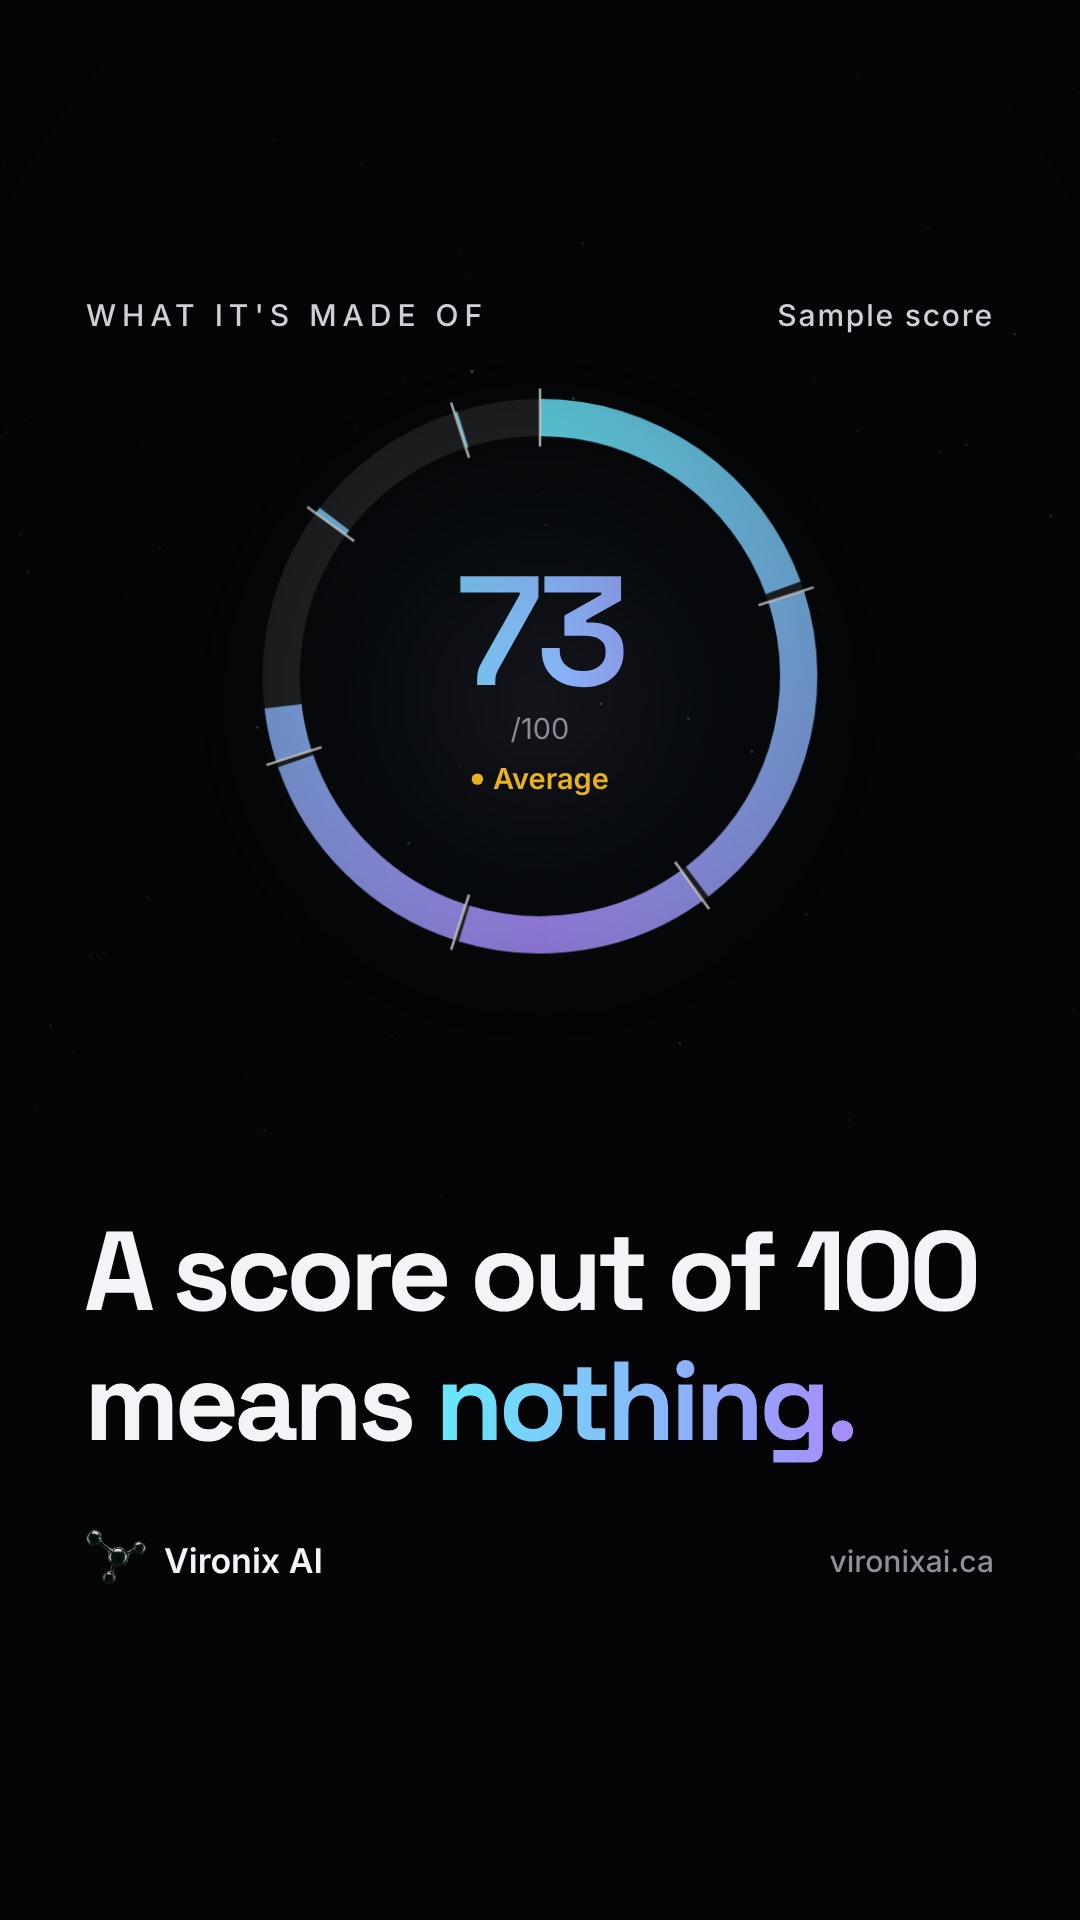 WHAT IT'S MADE OF
Sample score
73
/100
Average
A score out of 100
means nothing.
Vironix AI
vironixai.ca